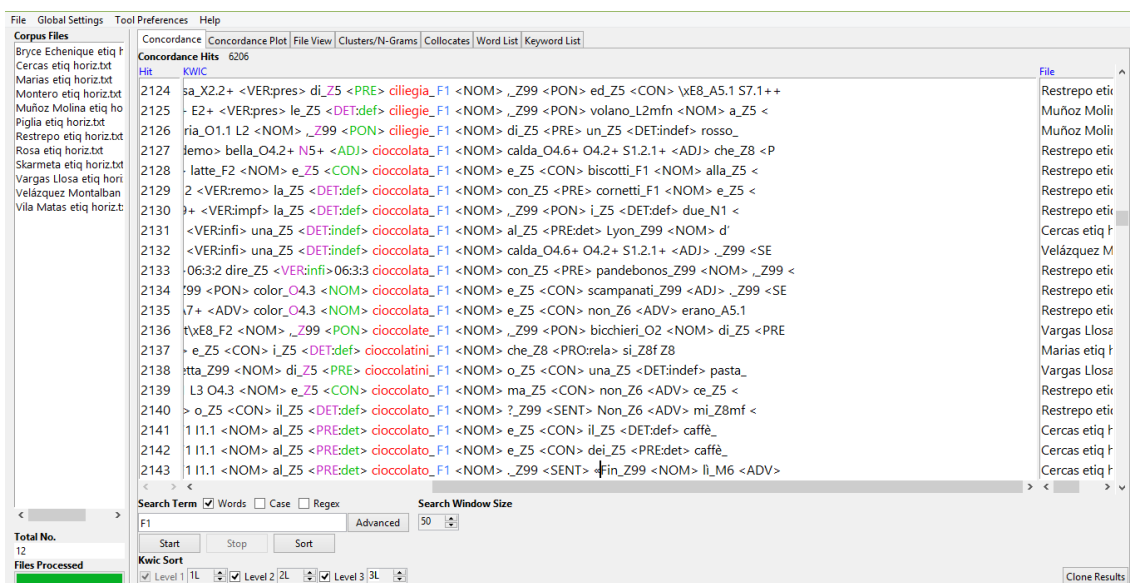 File Global Settings Tool Preferences Help
Corpus Files
Bryce Echenique etiq h
Cercas etiq horiz.txt
Marias etiq horiz.txt
Montero etiq horiz.txt
Muñoz Molina etiq ho
Piglia etiq horiz.txt
Restrepo etiq horiz.txt
Rosa etiq horiz.txt
Skarmeta etiq horiz.txt
Vargas Llosa etiq hori
Velázquez Montalban
Vila Matas etiq horiz.t:
Total No.
12
Files Processed
Concordance Concordance Plot File View Clusters/N-Grams Collocates Word List Keyword List
Concordance Hits 6206
Hit KWIC File
2124 sa_X2.2+ <VER:pres> di_Z5 <PRE> ciliegia_F1 <NOM> ,_Z99 <PON> ed_Z5 <CON> \xE8_A5.1 S7.1++ Restrepo etic
2125 E2+ <VER:pres> le_Z5 <DET:def> ciliegie_F1 <NOM> ,_Z99 <PON> volano_L2mfn <NOM> a_Z5 < Muñoz Molir
2126 ria_O1.1 L2 <NOM> ,_Z99 <PON> ciliegie_F1 <NOM> di_Z5 <PRE> un_Z5 <DET:indef> rosso_ Muñoz Molir
2127 demo> bella_O4.2+ N5+ <ADJ> cioccolata_F1 <NOM> calda_O4.6+ O4.2+ S1.2.1+ <ADJ> che_Z8 <P Restrepo etic
2128 latte_F2 <NOM> e_Z5 <CON> cioccolata_F1 <NOM> e_Z5 <CON> biscotti_F1 <NOM> alla_Z5 < Restrepo etic
2129 2 <VER:remo> la_Z5 <DET:def> cioccolata_F1 <NOM> con_Z5 <PRE> cornetti_F1 <NOM> e_Z5 < Restrepo etic
2130 9+ <VER:impf> la_Z5 <DET:def> cioccolata_F1 <NOM> ,_Z99 <PON> i_Z5 <DET:def> due_N1 < Restrepo etic
2131 <VER:infi> una_Z5 <DET:indef> cioccolata_F1 <NOM> al_Z5 <PRE:det> Lyon_Z99 <NOM> d' Cercas etiq h
2132 <VER:infi> una_Z5 <DET:indef> cioccolata_F1 <NOM> calda_O4.6+ O4.2+ S1.2.1+ <ADJ> ._Z99 <SE Velázquez M
2133 06:3:2 dire_Z5 <VER:infi>06:3:3 cioccolata_F1 <NOM> con_Z5 <PRE> pandebonos_Z99 <NOM> ,_Z99 < Restrepo etic
2134 Z99 <PON> color_O4.3 <NOM> cioccolata_F1 <NOM> e_Z5 <CON> scampanati_Z99 <ADJ> ._Z99 <SE Restrepo etic
2135 A7+ <ADV> color_O4.3 <NOM> cioccolata_F1 <NOM> e_Z5 <CON> non_Z6 <ADV> erano_A5.1 Restrepo etic
2136 t\xE8_F2 <NOM> ,_Z99 <PON> cioccolate_F1 <NOM> ,_Z99 <PON> bicchieri_O2 <NOM> di_Z5 <PRE Vargas Llosa
2137 > e_Z5 <CON> i_Z5 <DET:def> cioccolatini_F1 <NOM> che_Z8 <PRO:rela> si_Z8f Z8 Marias etiq h
2138 etta_Z99 <NOM> di_Z5 <PRE> cioccolatini_F1 <NOM> o_Z5 <CON> una_Z5 <DET:indef> pasta_ Vargas Llosa
2139 L3 O4.3 <NOM> e_Z5 <CON> cioccolato_F1 <NOM> ma_Z5 <CON> non_Z6 <ADV> ce_Z5 < Restrepo etic
2140 > o_Z5 <CON> il_Z5 <DET:def> cioccolato_F1 <NOM> ?_Z99 <SENT> Non_Z6 <ADV> mi_Z8mf < Restrepo etic
2141 1 I1.1 <NOM> al_Z5 <PRE:det> cioccolato_F1 <NOM> e_Z5 <CON> il_Z5 <DET:def> caffè_ Cercas etiq h
2142 1 I1.1 <NOM> al_Z5 <PRE:det> cioccolato_F1 <NOM> e_Z5 <CON> dei_Z5 <PRE:det> caffè_ Cercas etiq h
2143 1 I1.1 <NOM> al_Z5 <PRE:det> cioccolato_F1 <NOM> ._Z99 <SENT> «Fin_Z99 <NOM> lì_M6 <ADV> Cercas etiq h
Search Term Words Case Regex Search Window Size
F1 Advanced 50
Start Stop Sort
Kwic Sort
Level 1 1L Level 2 2L Level 3 3L Clone Results